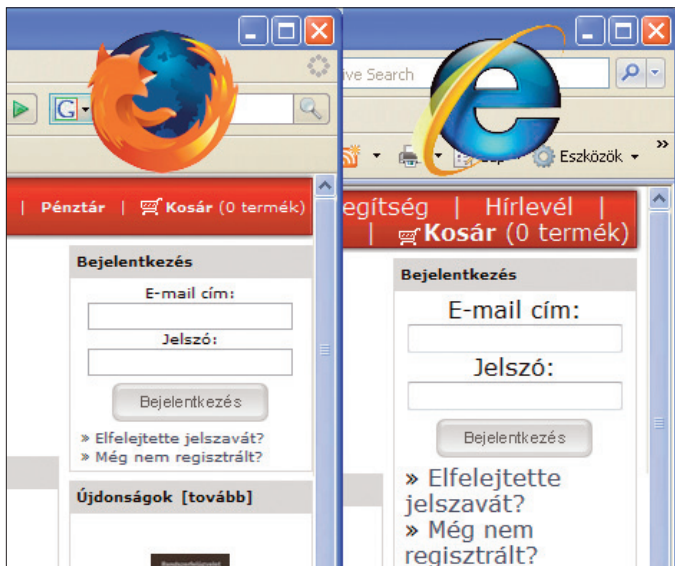 G
| Pénztár | Kosár (0 termék)
Bejelentkezés
E-mail cím:
Jelszó:
Bejelentkezés
» Elfelejtette jelszavát?
» Még nem regisztrált?
Újdonságok [tovább]
ive Search
Eszközök
»
egítség | Hírlevél |
| Kosár (0 termék)
Bejelentkezés
E-mail cím:
Jelszó:
Bejelentkezés
» Elfelejtette
jelszavát?
» Még nem
regisztrált?